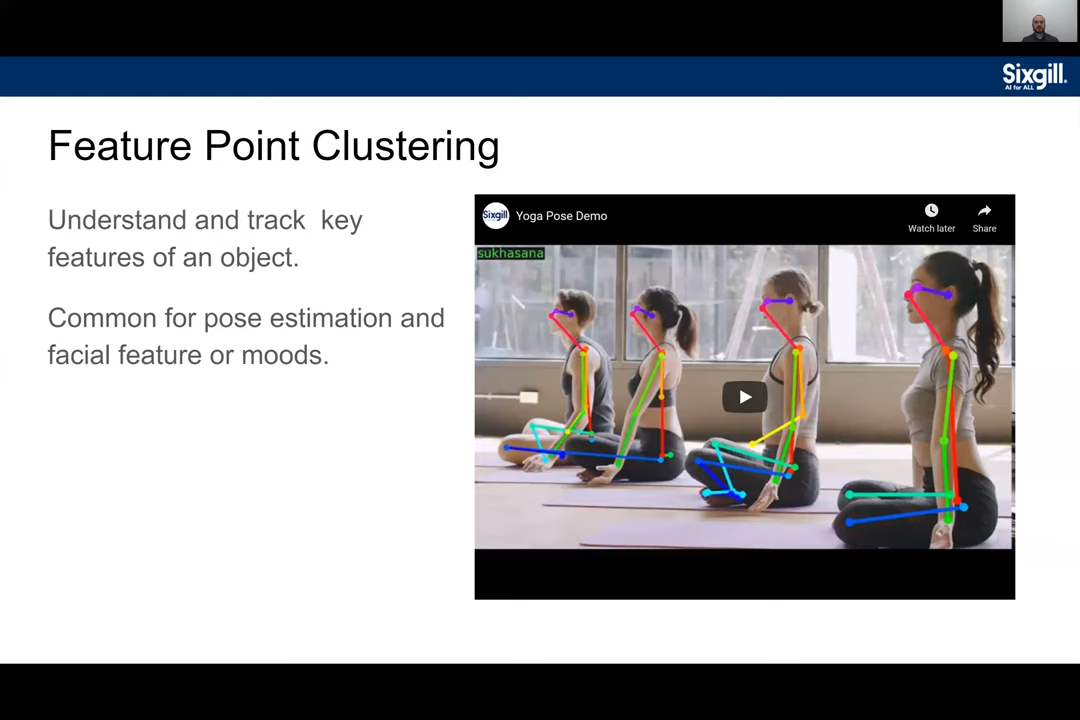 Sixgill.
AI for ALL
Feature Point Clustering
Understand and track  key
features of an object.
Common for pose estimation and
facial feature or moods.
Sixgill
Yoga Pose Demo
Watch later
Share
sukhasana